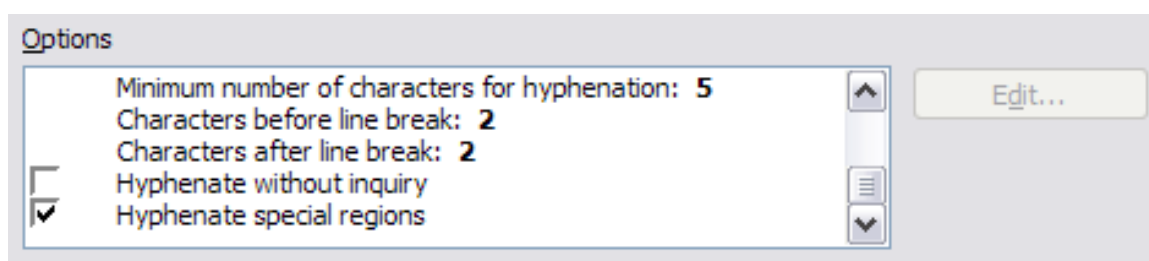 Options
Minimum number of characters for hyphenation: 5
Edit...
Characters before line break: 2
Characters after line break: 2
Hyphenate without inquiry
Hyphenate special regions